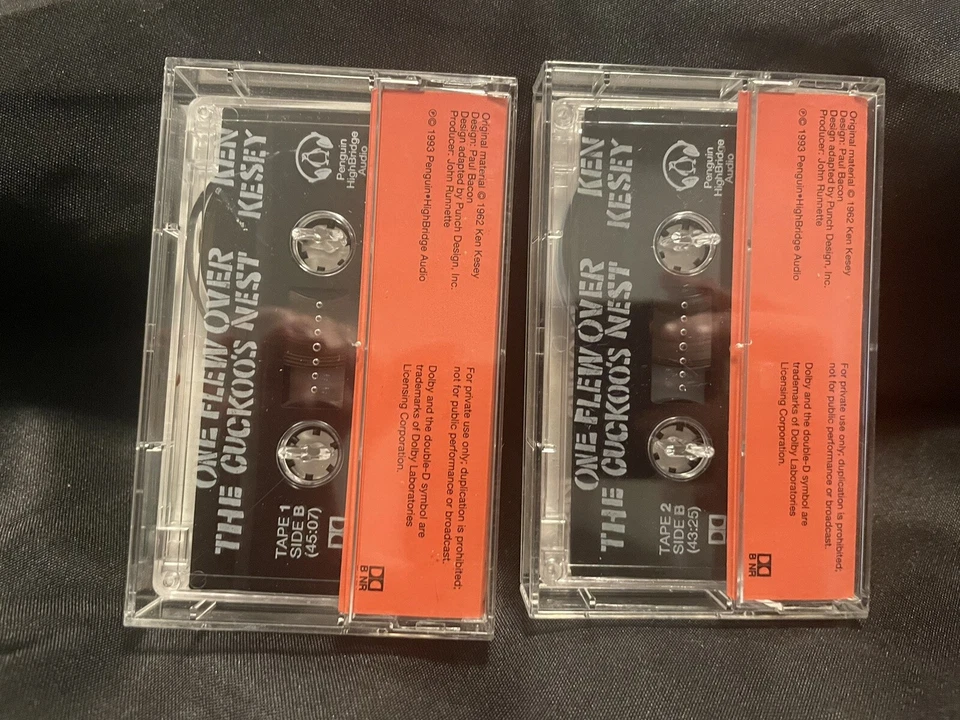 Original material © 1962 Ken Kesey
Design: Paul Bacon
Design adapted by Punch Design, Inc.
Producer: John Runnette
℗© 1993 Penguin•HighBridge Audio
For private use only; duplication is prohibited;
not for public performance or broadcast.
Dolby and the double-D symbol are
trademarks of Dolby Laboratories
Licensing Corporation.
B NR
Penguin
HighBridge
Audio
KEN
KESEY
ONE FLEW OVER
THE CUCKOO'S NEST
TAPE 1
SIDE B
(45:07)
Original material © 1962 Ken Kesey
Design: Paul Bacon
Design adapted by Punch Design, Inc.
Producer: John Runnette
℗© 1993 Penguin•HighBridge Audio
For private use only; duplication is prohibited;
not for public performance or broadcast.
Dolby and the double-D symbol are
trademarks of Dolby Laboratories
Licensing Corporation.
B NR
Penguin
HighBridge
Audio
KEN
KESEY
ONE FLEW OVER
THE CUCKOO'S NEST
TAPE 2
SIDE B
(43:25)